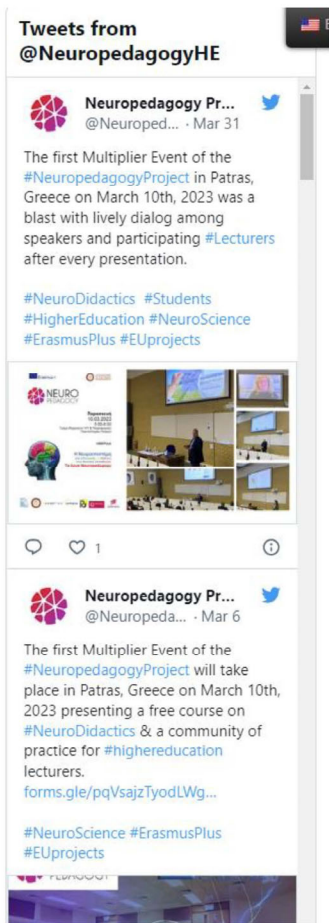 Tweets from
@NeuropedagogyHE
Neuropedagogy Pr...
@Neuroped... · Mar 31
The first Multiplier Event of the
#NeuropedagogyProject in Patras,
Greece on March 10th, 2023 was a
blast with lively dialog among
speakers and participating #Lecturers
after every presentation.
#NeuroDidactics #Students
#HigherEducation #NeuroScience
#ErasmusPlus #EUprojects
NEURO
PEDAGOGY
1
Neuropedagogy Pr...
@Neuropeda... · Mar 6
The first Multiplier Event of the
#NeuropedagogyProject will take
place in Patras, Greece on March 10th,
2023 presenting a free course on
#NeuroDidactics & a community of
practice for #highereducation
lecturers.
forms.gle/pqVsajzTyodLWg...
#NeuroScience #ErasmusPlus
#EUprojects
PEDAGOGY